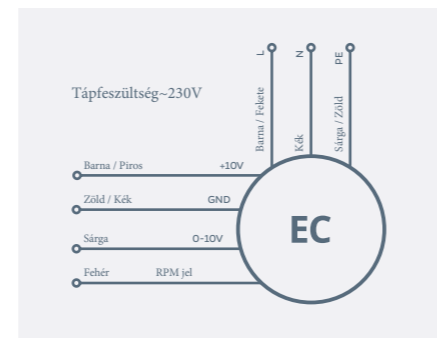 L
N
PE
Tápfeszültség~230V
Barna / Fekete
Kék
Sárga / Zöld
Barna / Piros +10V
Zöld / Kék GND
Sárga 0-10V
Fehér RPM jel
EC